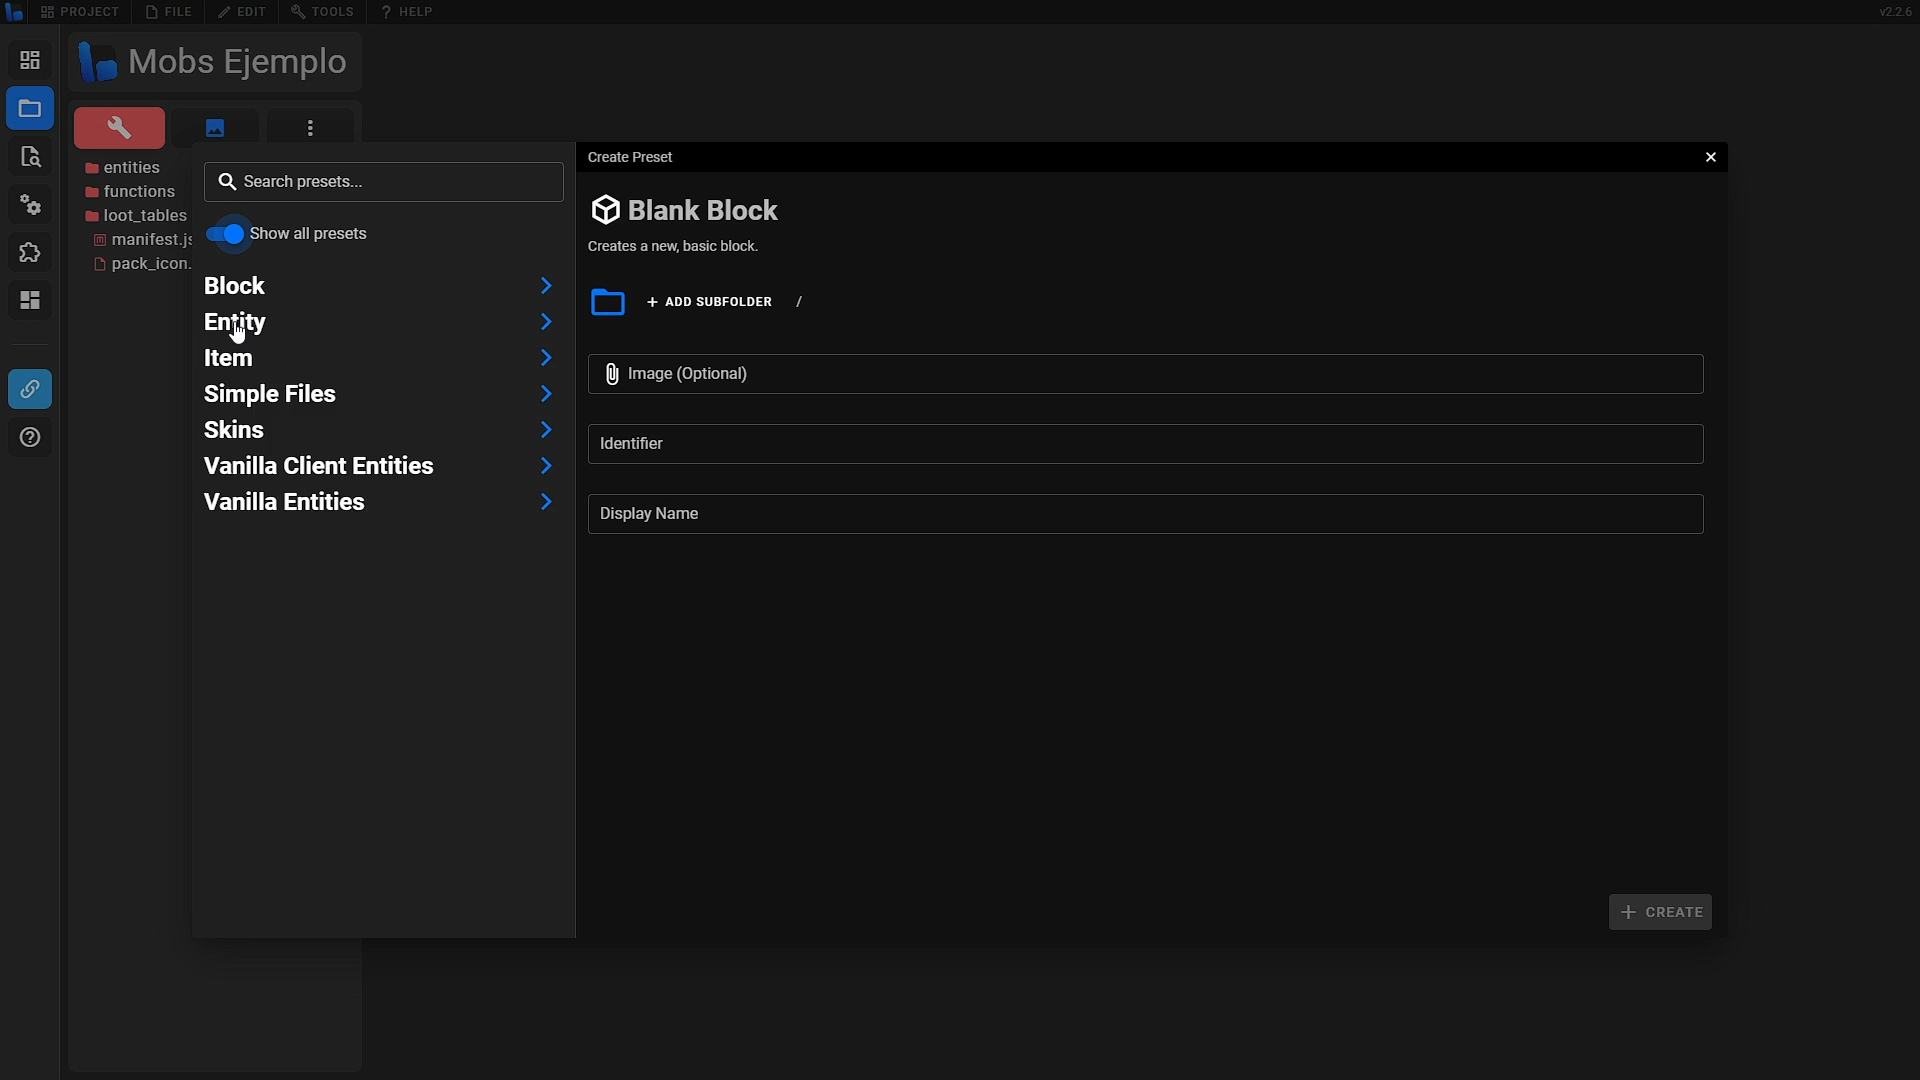 PROJECT FILE EDIT TOOLS ? HELP v2.2.6
Mobs Ejemplo
entities
functions
loot_tables
manifest.js
pack_icon.
Search presets...
Show all presets
Block
Entity
Item
Simple Files
Skins
Vanilla Client Entities
Vanilla Entities
Create Preset
Blank Block
Creates a new, basic block.
+ ADD SUBFOLDER /
Image (Optional)
Identifier
Display Name
+ CREATE